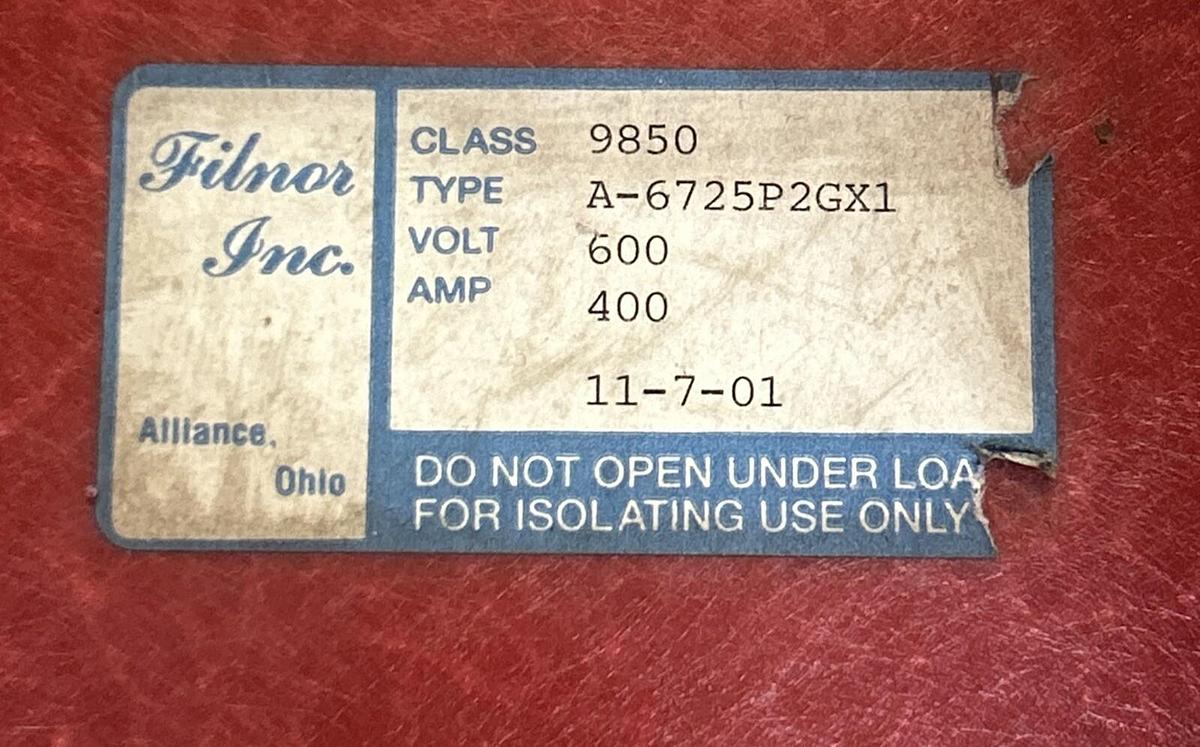 Filnor
Inc.
Alliance,
Ohio
CLASS 9850
TYPE A-6725P2GX1
VOLT 600
AMP 400
11-7-01
DO NOT OPEN UNDER LOA
FOR ISOLATING USE ONLY